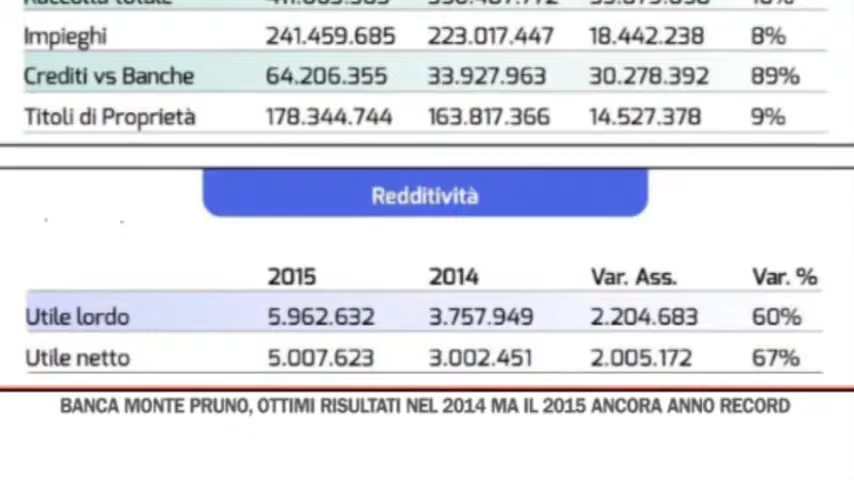 Impieghi 241.459.685 223.017.447 18.442.238 8%
Crediti vs Banche 64.206.355 33.927.963 30.278.392 89%
Titoli di Proprietà 178.344.744 163.817.366 14.527.378 9%
Redditività
2015 2014 Var. Ass. Var. %
Utile lordo 5.962.632 3.757.949 2.204.683 60%
Utile netto 5.007.623 3.002.451 2.005.172 67%
BANCA MONTE PRUNO, OTTIMI RISULTATI NEL 2014 MA IL 2015 ANCORA ANNO RECORD